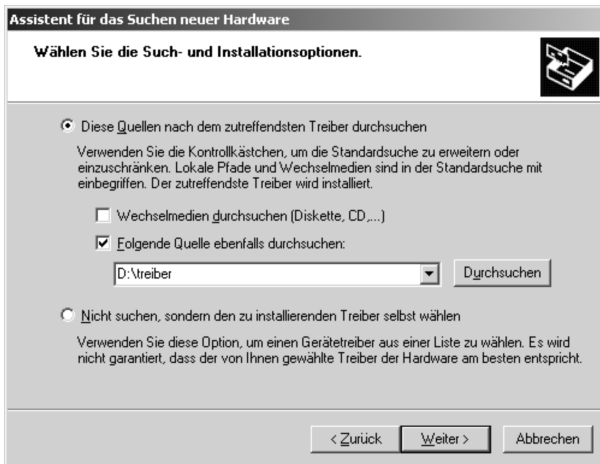 Assistent für das Suchen neuer Hardware
Wählen Sie die Such- und Installationsoptionen.
Diese Quellen nach dem zutreffendsten Treiber durchsuchen
Verwenden Sie die Kontrollkästchen, um die Standardsuche zu erweitern oder
einzuschränken. Lokale Pfade und Wechselmedien sind in der Standardsuche mit
einbegriffen. Der zutreffendste Treiber wird installiert.
Wechselmedien durchsuchen (Diskette, CD,...)
Folgende Quelle ebenfalls durchsuchen:
D:\treiber Durchsuchen
Nicht suchen, sondern den zu installierenden Treiber selbst wählen
Verwenden Sie diese Option, um einen Gerätetreiber aus einer Liste zu wählen. Es wird
nicht garantiert, dass der von Ihnen gewählte Treiber der Hardware am besten entspricht.
< Zurück Weiter > Abbrechen